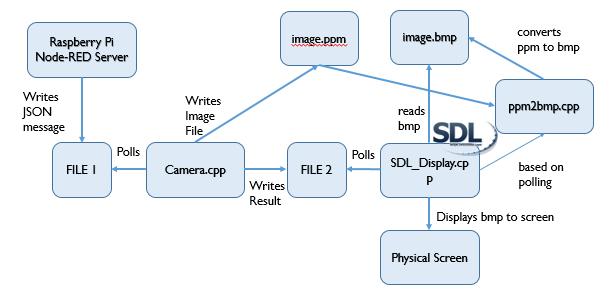 Raspberry Pi
Node-RED Server
image.ppm
image.bmp
converts
ppm to bmp
Writes
JSON
message
Writes
Image
File
reads
bmp
ppm2bmp.cpp
SDL
FILE 1
Polls
Camera.cpp
Writes
Result
FILE 2
Polls
SDL_Display.cp
p
based on
polling
Displays bmp to screen
Physical Screen